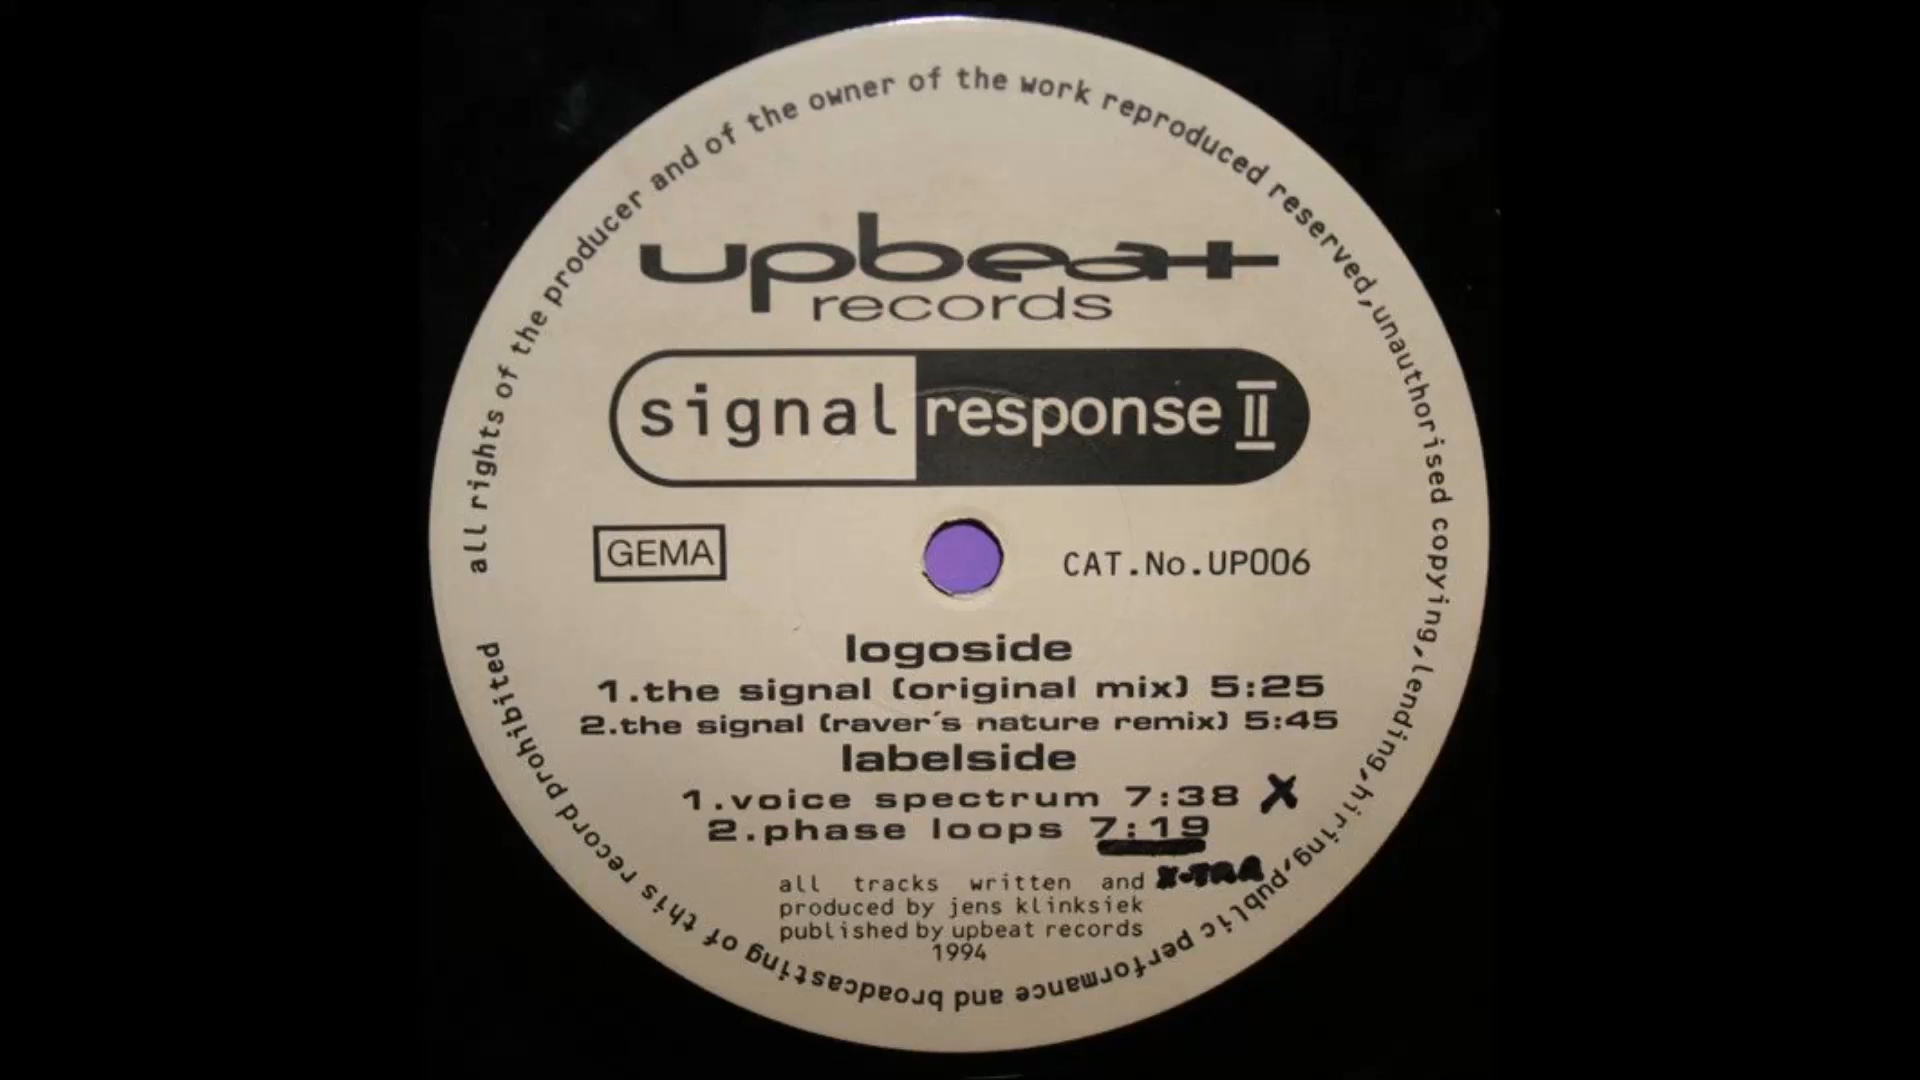 all rights of the producer and of the owner of the work reproduced reserved,unauthorised copying,lending,hiring,public performance and broadcasting of this record prohibited
upbeat
records
signal response II
GEMA
CAT.No.UP006
logoside
1.the signal (original mix) 5:25
2.the signal (raver´s nature remix) 5:45
labelside
1.voice spectrum 7:38 X
2.phase loops 7:19
X-TRA
all tracks written and
produced by jens klinksiek
published by upbeat records
1994